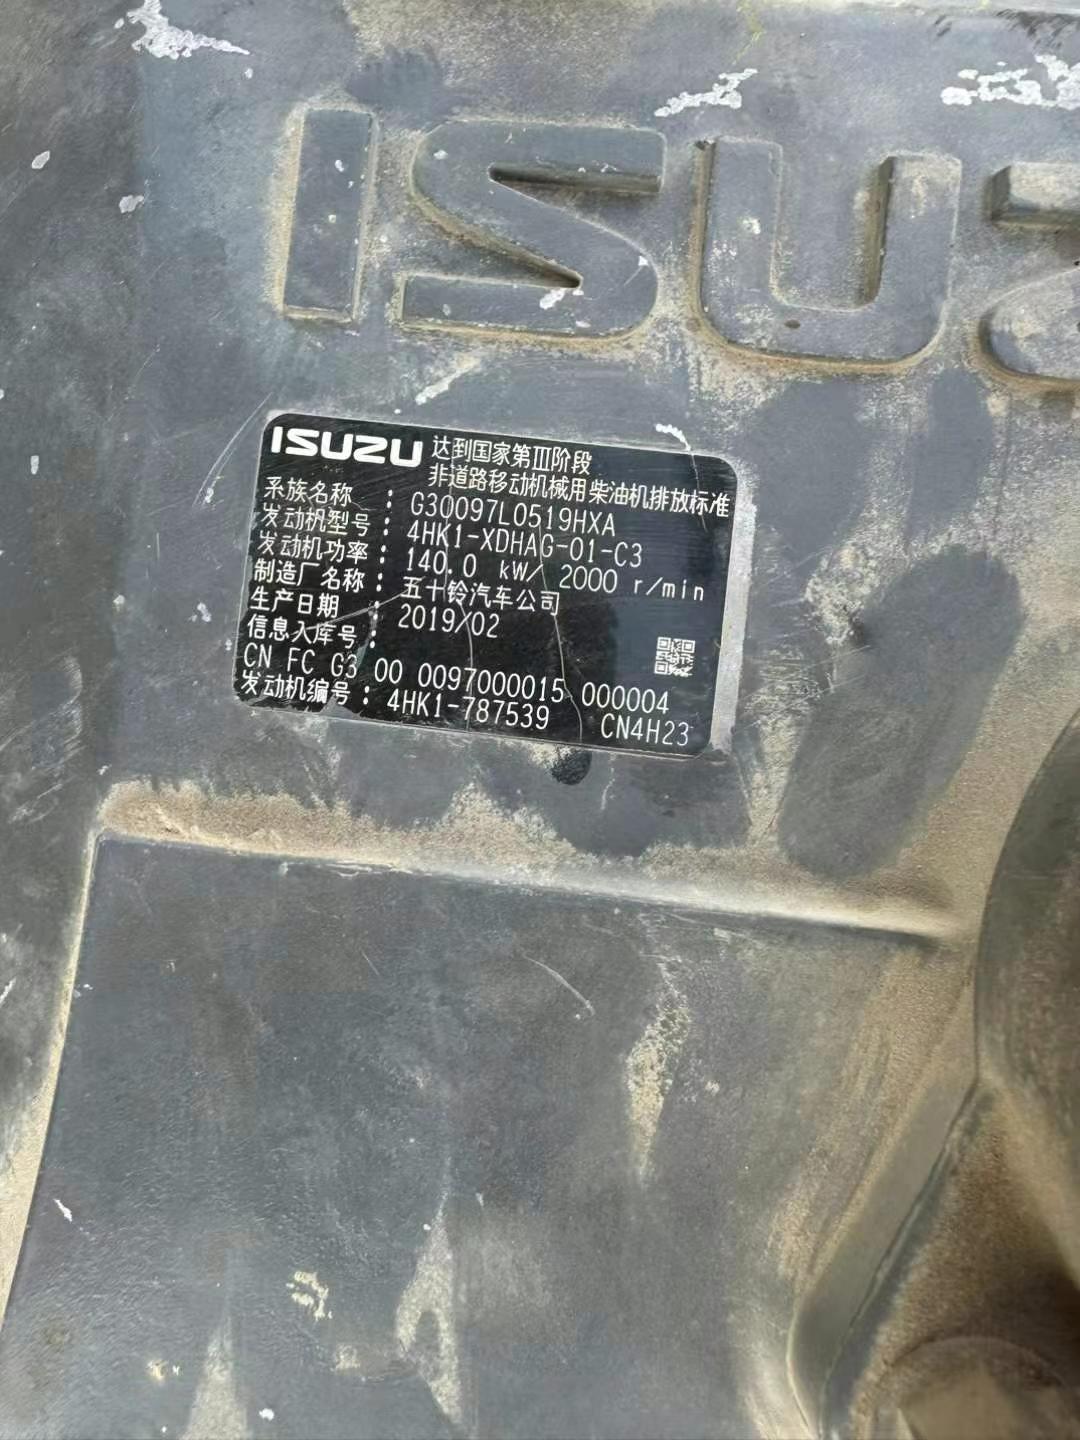 ISUZ
ISUZU 达到国家第Ⅲ阶段
非道路移动机械用柴油机排放标准
系族名称 : G30097L0519HXA
发动机型号 : 4HK1-XDHAG-01-C3
发动机功率 : 140.0 kW/ 2000 r/min
制造厂名称 : 五十铃汽车公司
生产日期 : 2019/02
信息入库号 :
CN FC G3 00 0097000015 000004
发动机编号 : 4HK1-787539 CN4H23